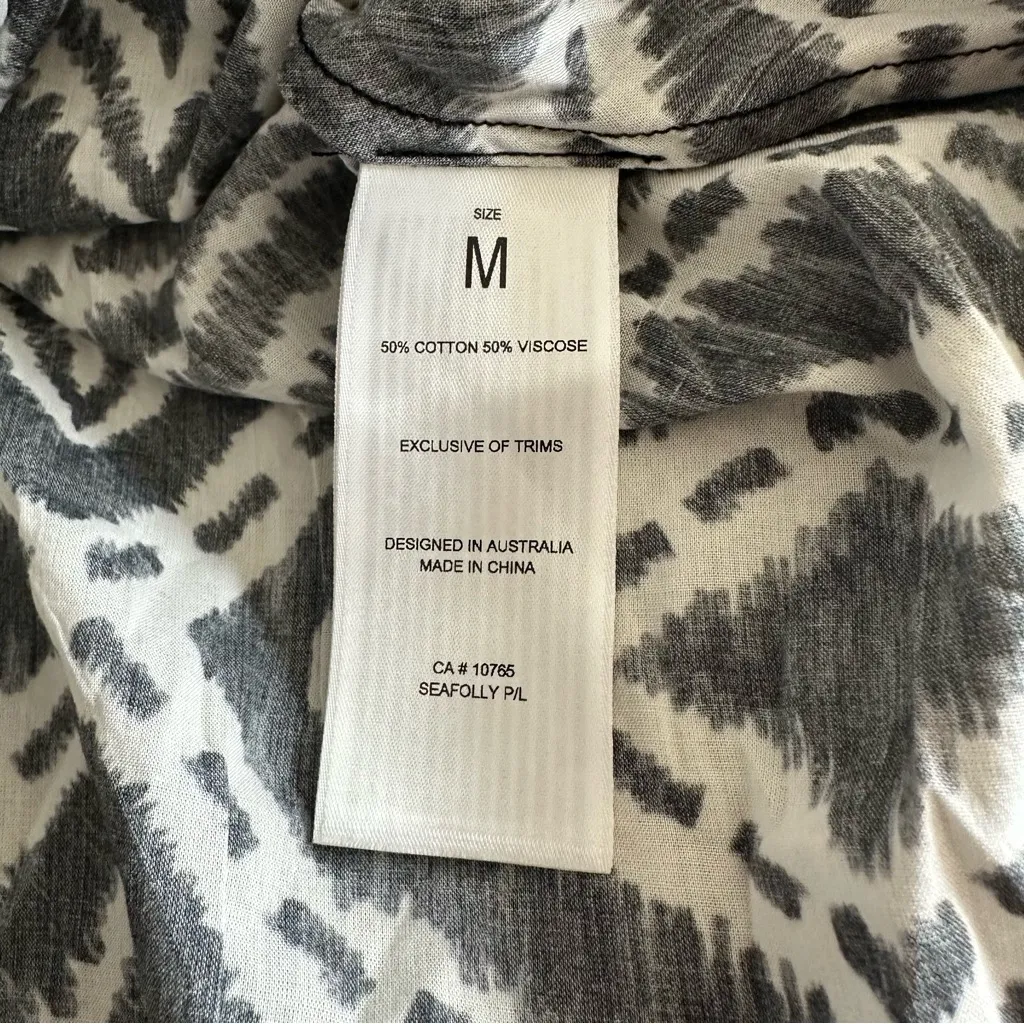 SIZE
M
50% COTTON 50% VISCOSE
EXCLUSIVE OF TRIMS
DESIGNED IN AUSTRALIA
MADE IN CHINA
CA # 10765
SEAFOLLY P/L